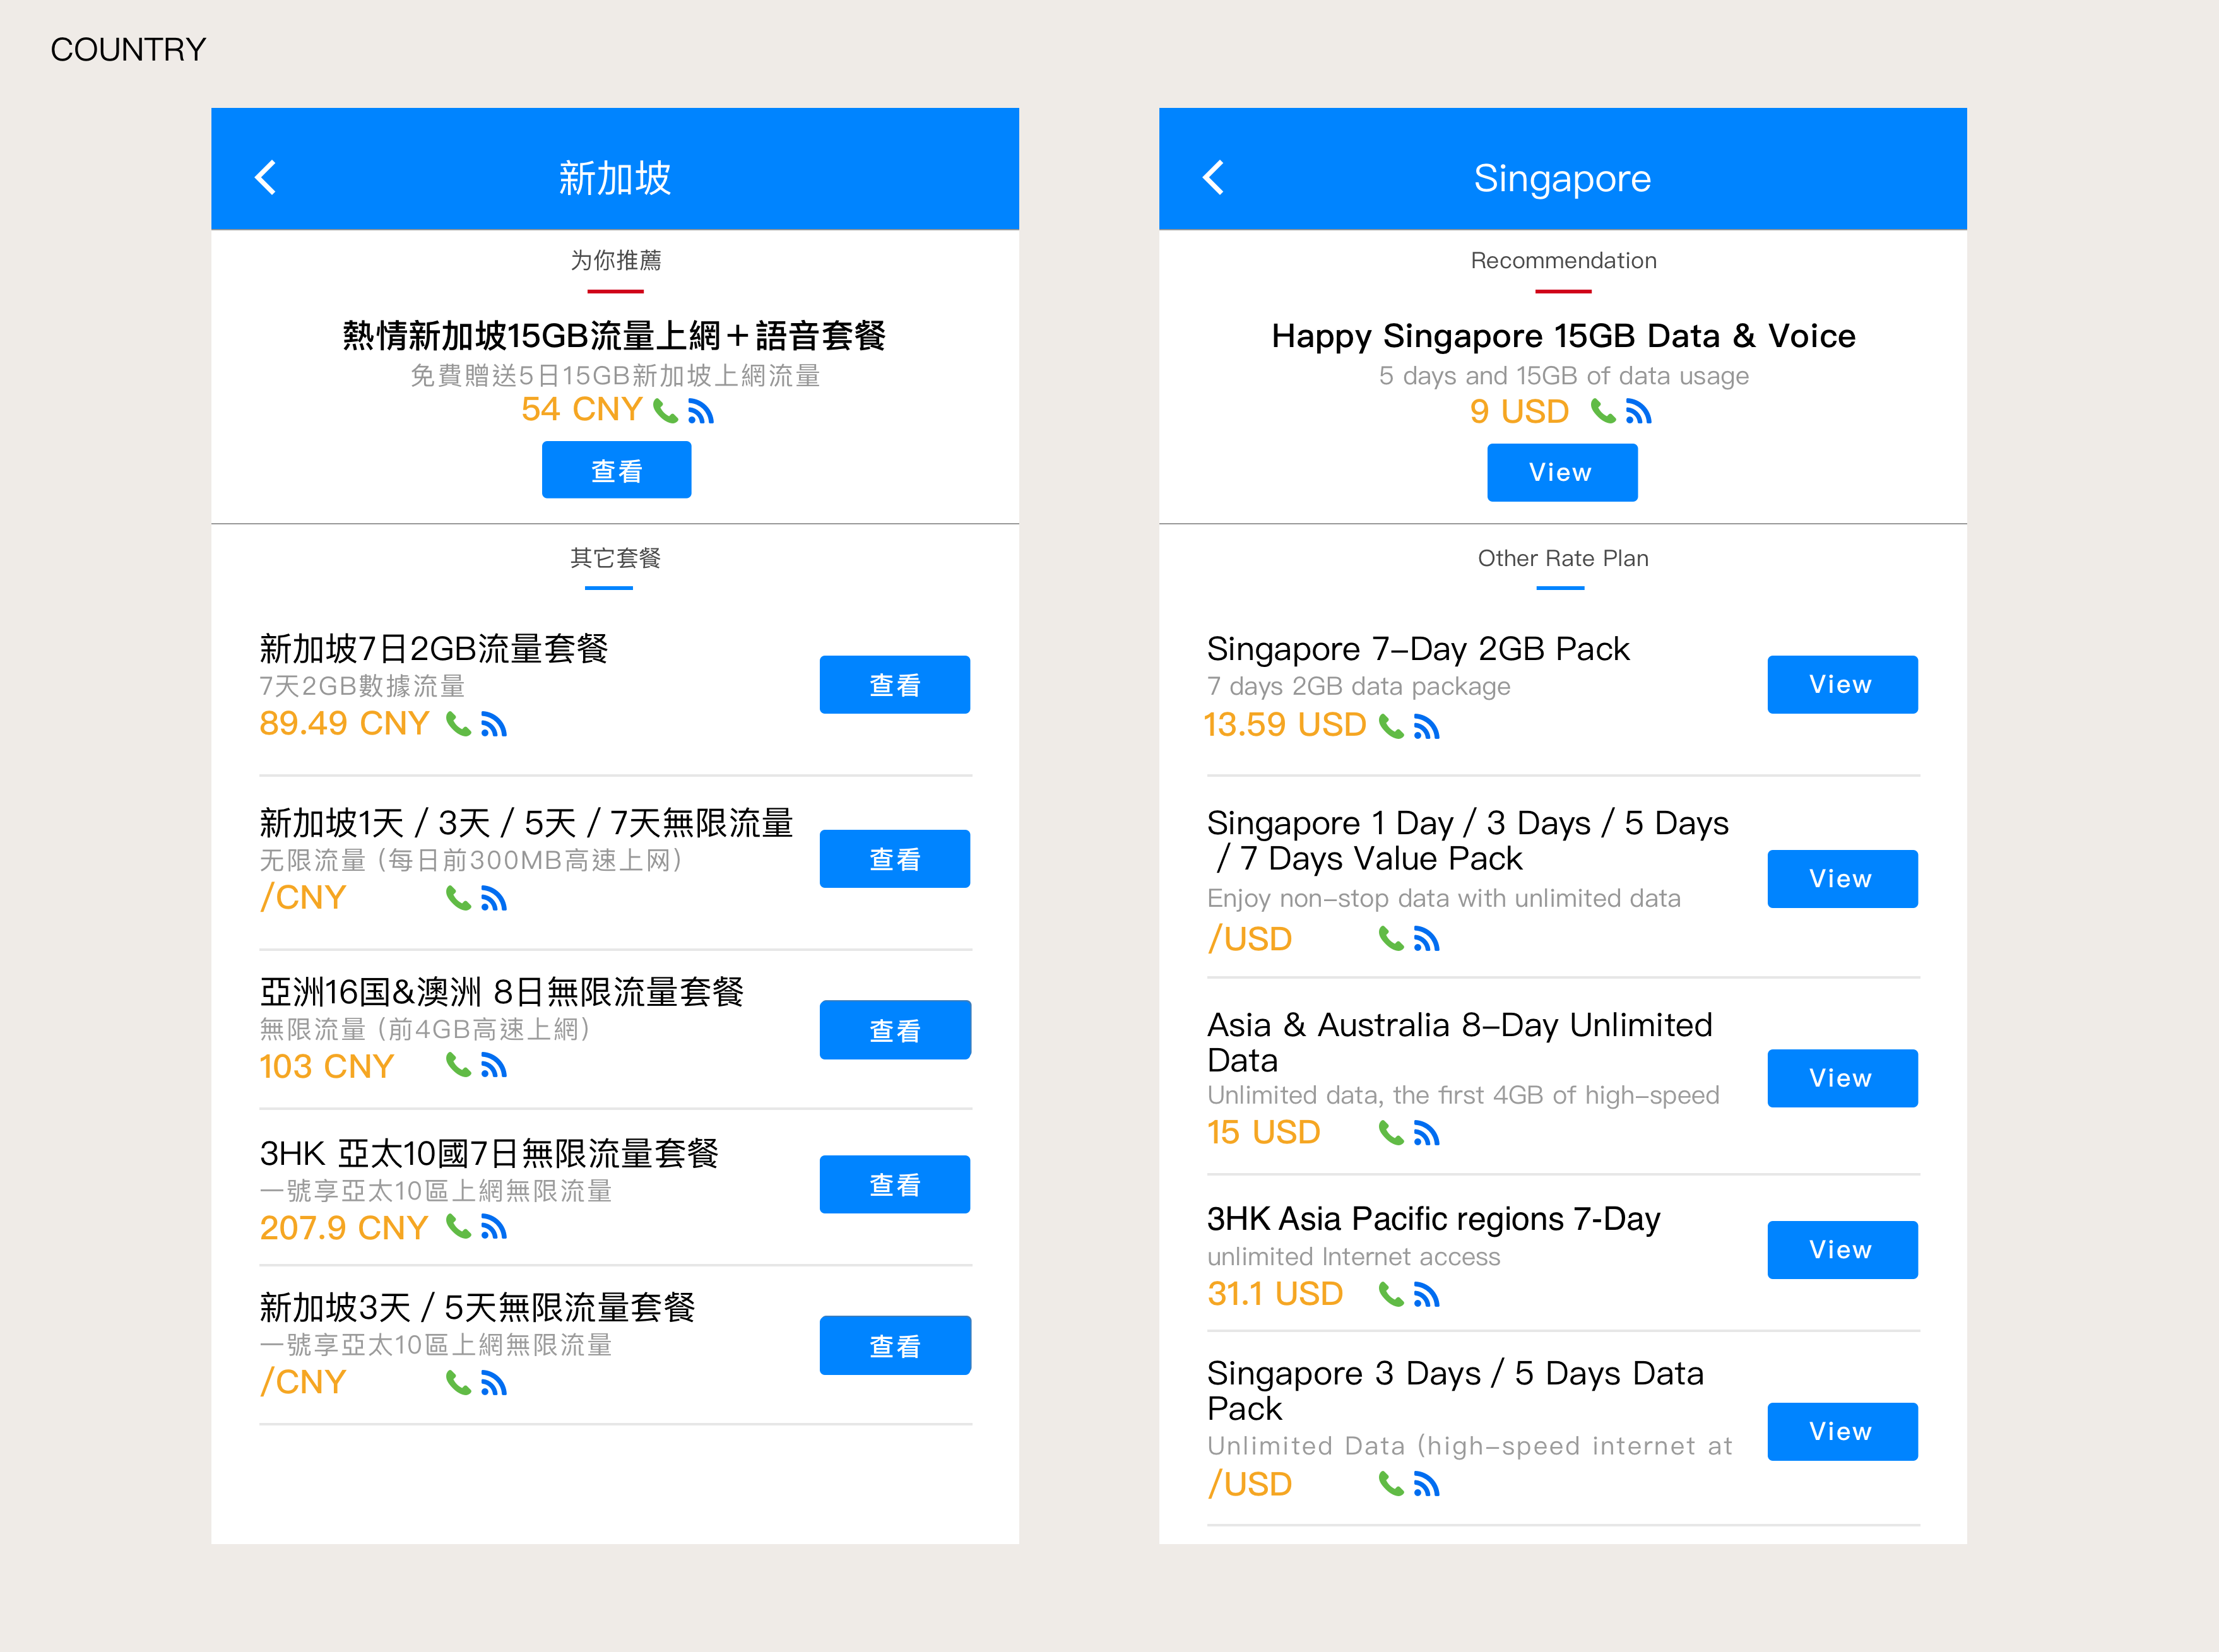 COUNTRY
新加坡
为你推薦
熱情新加坡15GB流量上網＋語音套餐
免費贈送5日15GB新加坡上網流量
54 CNY
查看
其它套餐
新加坡7日2GB流量套餐
7天2GB數據流量
89.49 CNY
查看
新加坡1天 / 3天 / 5天 / 7天無限流量
无限流量 (每日前300MB高速上网)
/CNY
查看
亞洲16国&澳洲 8日無限流量套餐
無限流量 (前4GB高速上網)
103 CNY
查看
3HK 亞太10國7日無限流量套餐
一號享亞太10區上網無限流量
207.9 CNY
查看
新加坡3天 / 5天無限流量套餐
一號享亞太10區上網無限流量
/CNY
查看
Singapore
Recommendation
Happy Singapore 15GB Data & Voice
5 days and 15GB of data usage
9 USD
View
Other Rate Plan
Singapore 7-Day 2GB Pack
7 days 2GB data package
13.59 USD
View
Singapore 1 Day / 3 Days / 5 Days
/ 7 Days Value Pack
Enjoy non-stop data with unlimited data
/USD
View
Asia & Australia 8-Day Unlimited
Data
Unlimited data, the first 4GB of high-speed
15 USD
View
3HK Asia Pacific regions 7-Day
unlimited Internet access
31.1 USD
View
Singapore 3 Days / 5 Days Data
Pack
Unlimited Data (high-speed internet at
/USD
View